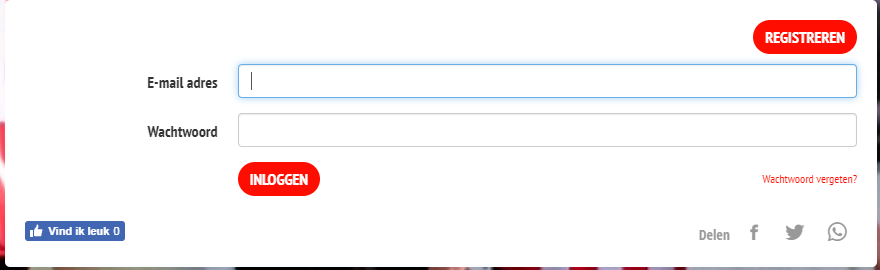 REGISTREREN
E-mail adres
Wachtwoord
INLOGGEN
Wachtwoord vergeten?
Vind ik leuk 0
Delen